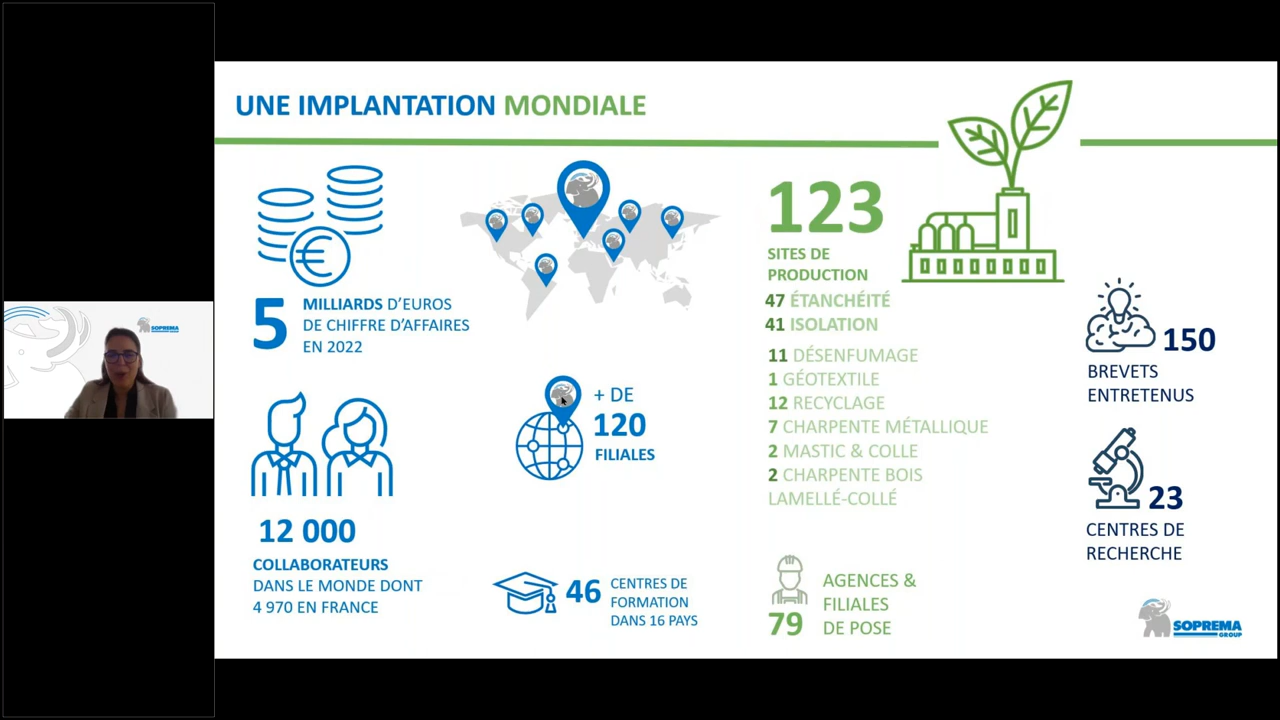 UNE IMPLANTATION MONDIALE
5
MILLIARDS D'EUROS
DE CHIFFRE D'AFFAIRES
EN 2022
12 000
COLLABORATEURS
DANS LE MONDE DONT
4 970 EN FRANCE
+ DE
120
FILIALES
46
CENTRES DE
FORMATION
DANS 16 PAYS
123
SITES DE
PRODUCTION
47 ÉTANCHÉITÉ
41 ISOLATION
11 DÉSENFUMAGE
1 GÉOTEXTILE
12 RECYCLAGE
7 CHARPENTE MÉTALLIQUE
2 MASTIC & COLLE
2 CHARPENTE BOIS
LAMELLÉ-COLLÉ
79
AGENCES &
FILIALES
DE POSE
150
BREVETS
ENTRETENUS
23
CENTRES DE
RECHERCHE
SOPREMA
GROUP
SOPREMA